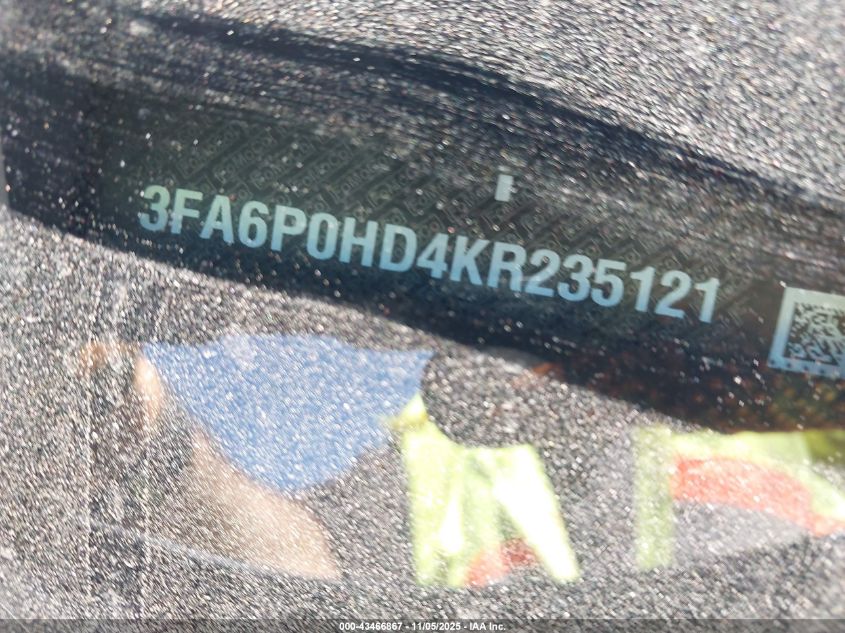 3FA6P0HD4KR235121
000-43466867 - 11/05/2025 - IAA Inc.